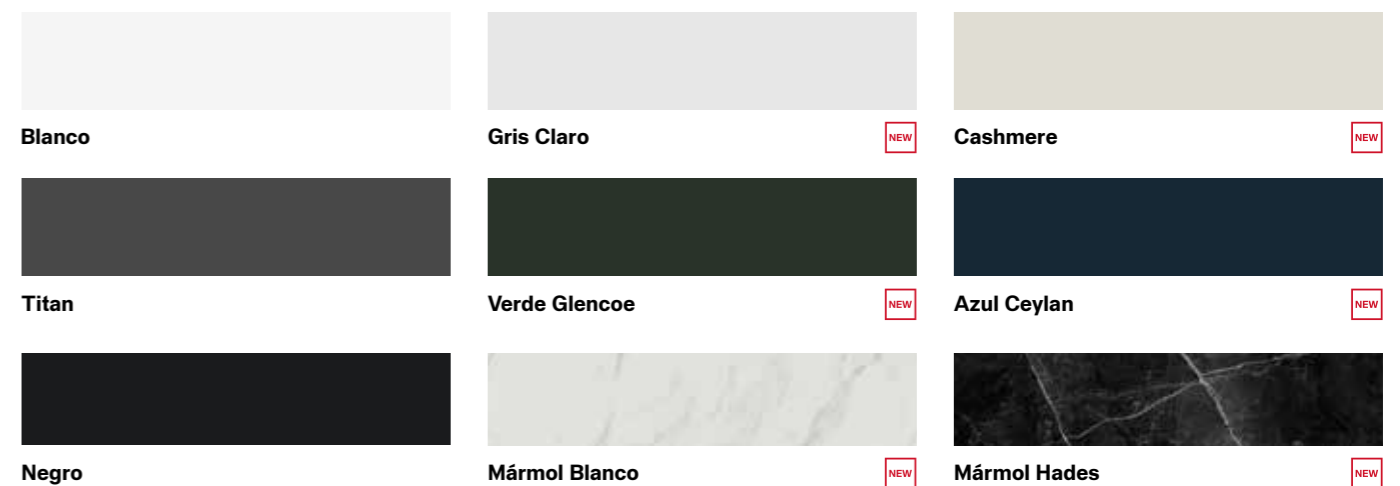 Blanco
Gris Claro NEW
Cashmere NEW
Titan
Verde Glencoe NEW
Azul Ceylan NEW
Negro
Mármol Blanco NEW
Mármol Hades NEW